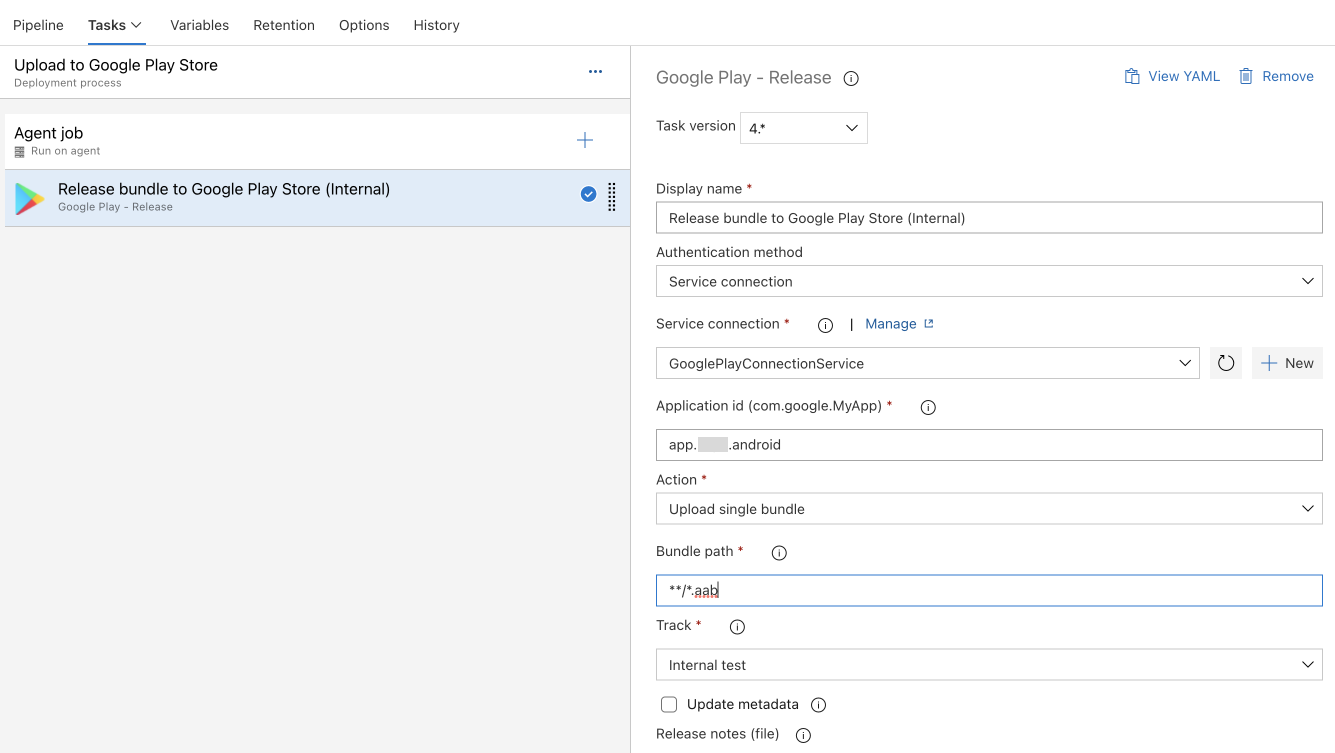 Pipeline Tasks Variables Retention Options History
Upload to Google Play Store
Deployment process
Agent job
Run on agent
Release bundle to Google Play Store (Internal)
Google Play - Release
Google Play - Release
View YAML Remove
Task version 4.*
Display name *
Release bundle to Google Play Store (Internal)
Authentication method
Service connection
Service connection * | Manage
GooglePlayConnectionService
New
Application id (com.google.MyApp) *
app. .android
Action *
Upload single bundle
Bundle path *
**/*.aab
Track *
Internal test
Update metadata
Release notes (file)